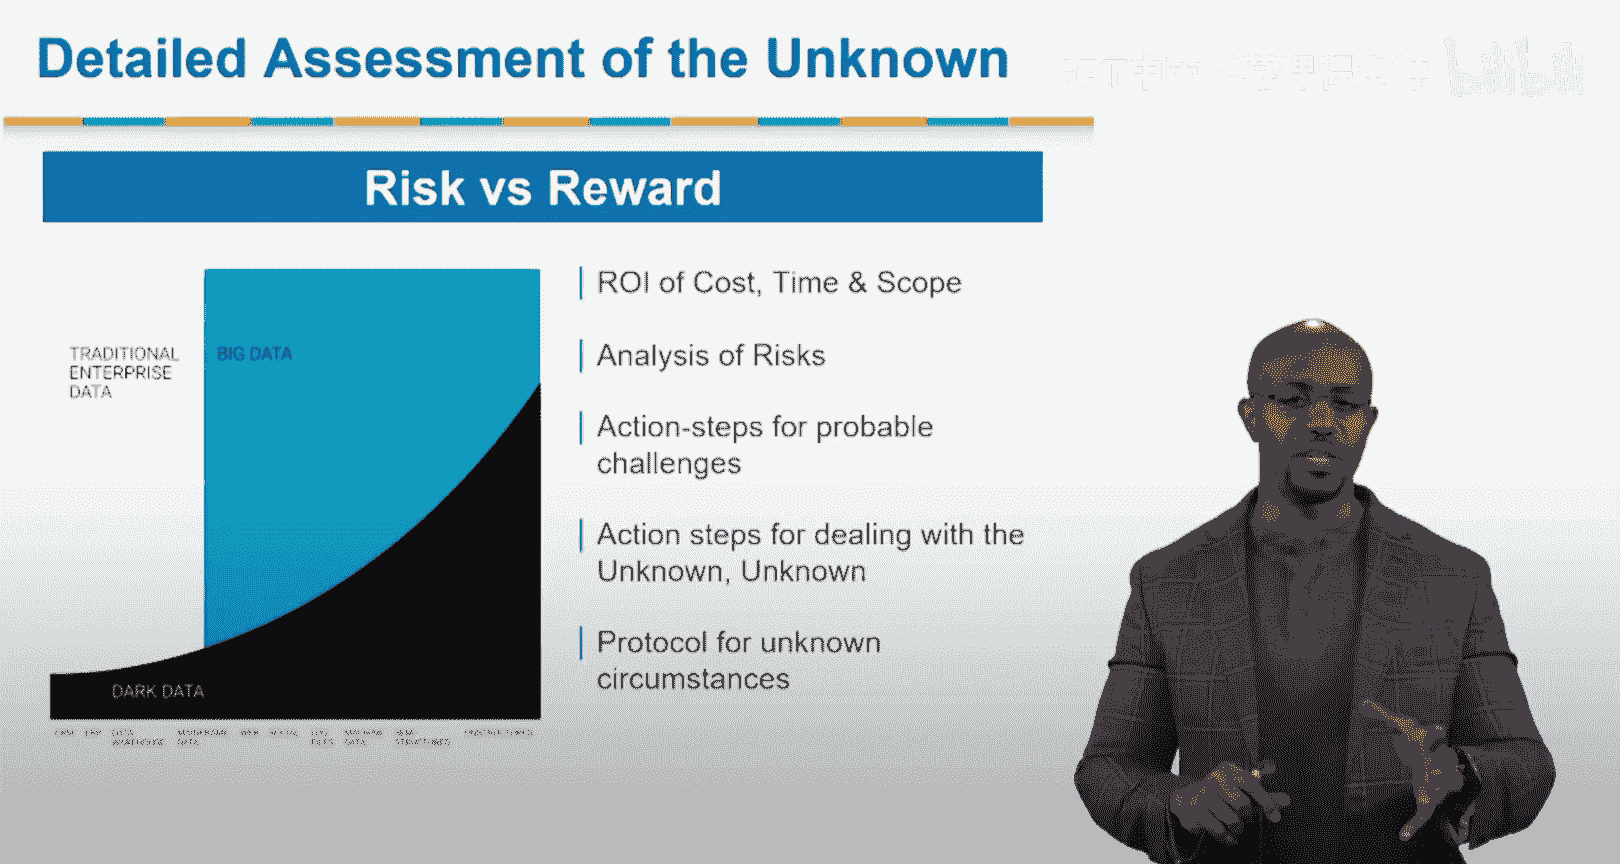 Detailed Assessment of the Unknown
Risk vs Reward
TRADITIONAL
ENTERPRISE
DATA
BIG DATA
DARK DATA
ROI of Cost, Time & Scope
Analysis of Risks
Action-steps for probable
challenges
Action steps for dealing with the
Unknown, Unknown
Protocol for unknown
circumstances
bilibili